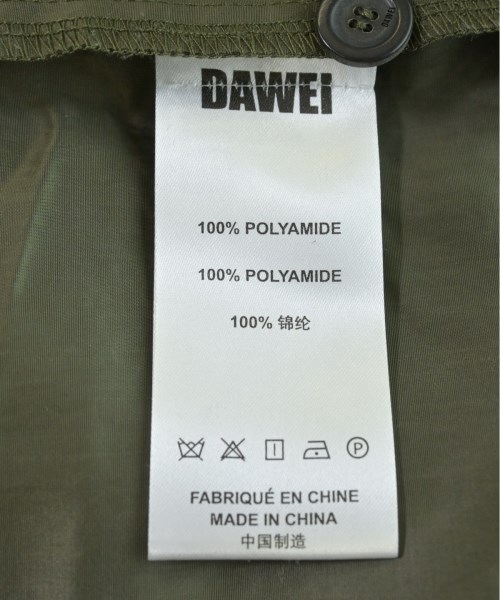 DAWEI
100% POLYAMIDE
100% POLYAMIDE
100% 锦纶
P
FABRIQUÉ EN CHINE
MADE IN CHINA
中国制造